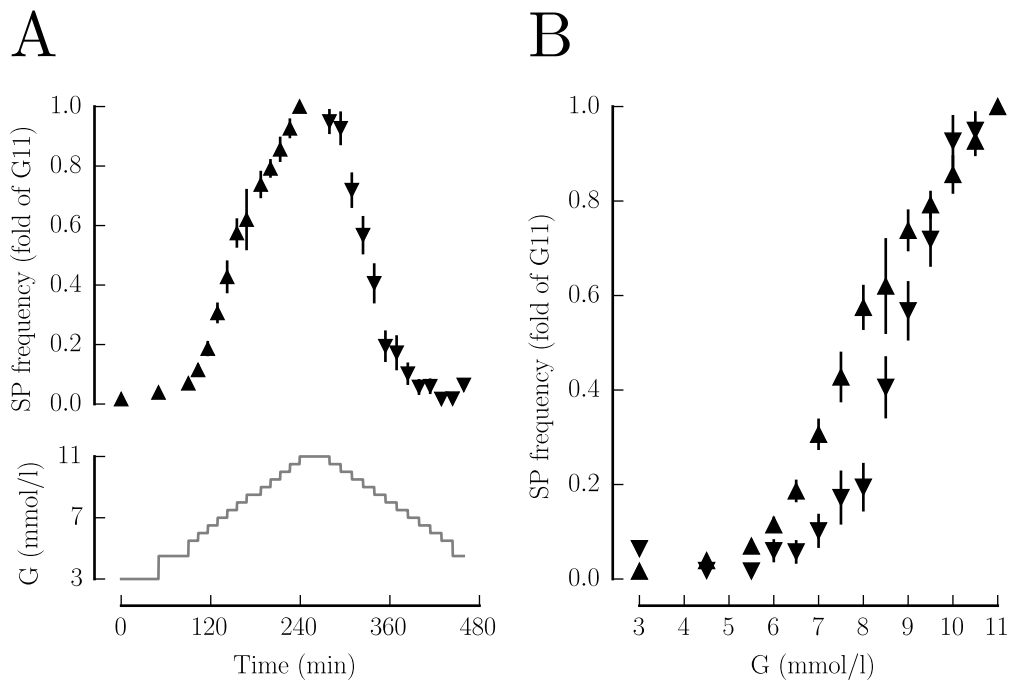 A
B
SP frequency (fold of G11)
1.0
0.8
0.6
0.4
0.2
0.0
G (mmol/l)
11
7
3
0 120 240 360 480
Time (min)
SP frequency (fold of G11)
1.0
0.8
0.6
0.4
0.2
0.0
3 4 5 6 7 8 9 10 11
G (mmol/l)